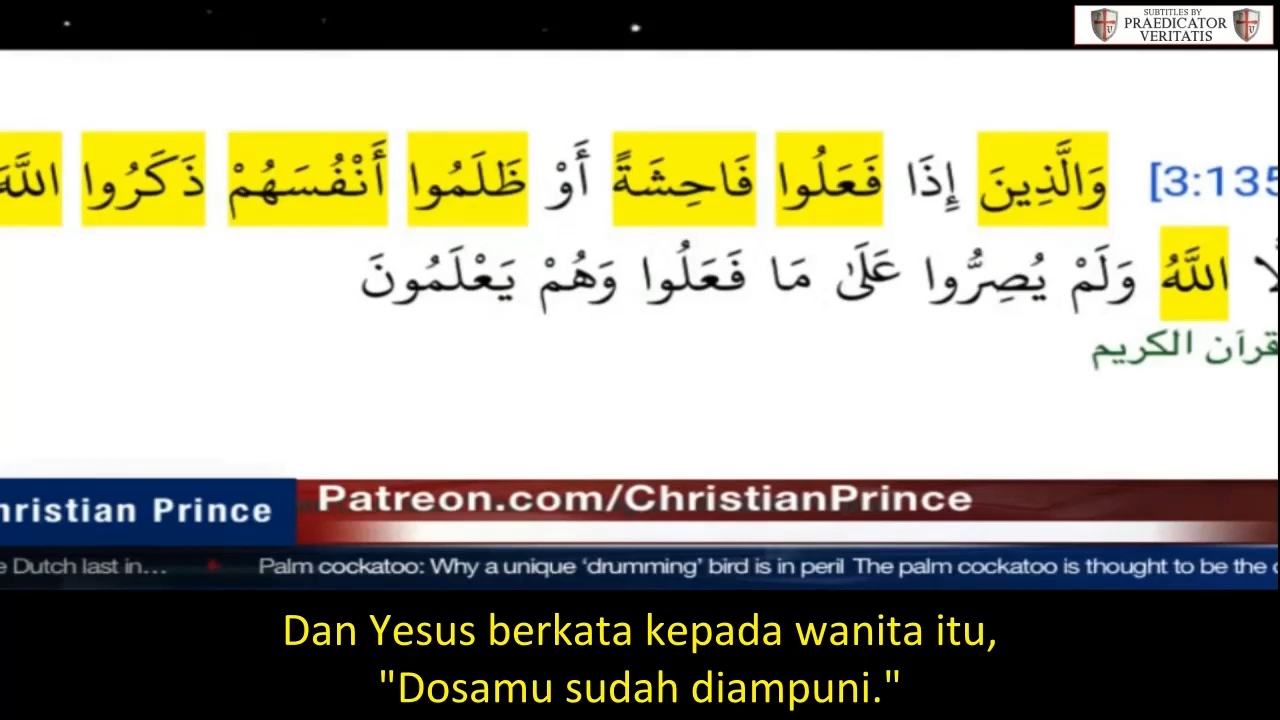 SUBTITLES BY
PRAEDICATOR
VERITATIS
[3:135 وَالَّذِينَ إِذَا فَعَلُوا فَاحِشَةً أَوْ ظَلَمُوا أَنْفُسَهُمْ ذَكَرُوا اللَّهَ
اللَّهُ وَلَمْ يُصِرُّوا عَلَىٰ مَا فَعَلُوا وَهُمْ يَعْلَمُونَ
قرآن الكريم
hristian Prince
Patreon.com/ChristianPrince
e Dutch last in... Palm cockatoo: Why a unique ‘drumming’ bird is in peril The palm cockatoo is thought to be the
Dan Yesus berkata kepada wanita itu,
"Dosamu sudah diampuni."